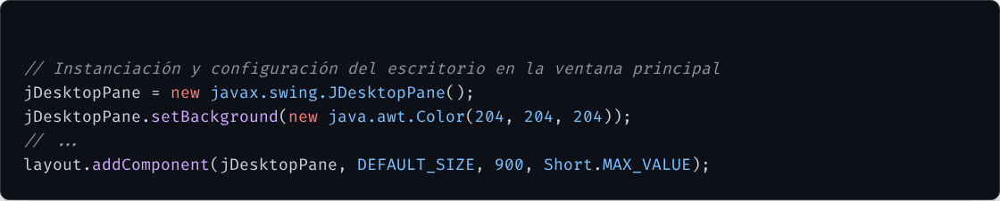 // Instanciación y configuración del escritorio en la ventana principal
jDesktopPane = new javax.swing.JDesktopPane();
jDesktopPane.setBackground(new java.awt.Color(204, 204, 204));
// ...
layout.addComponent(jDesktopPane, DEFAULT_SIZE, 900, Short.MAX_VALUE);